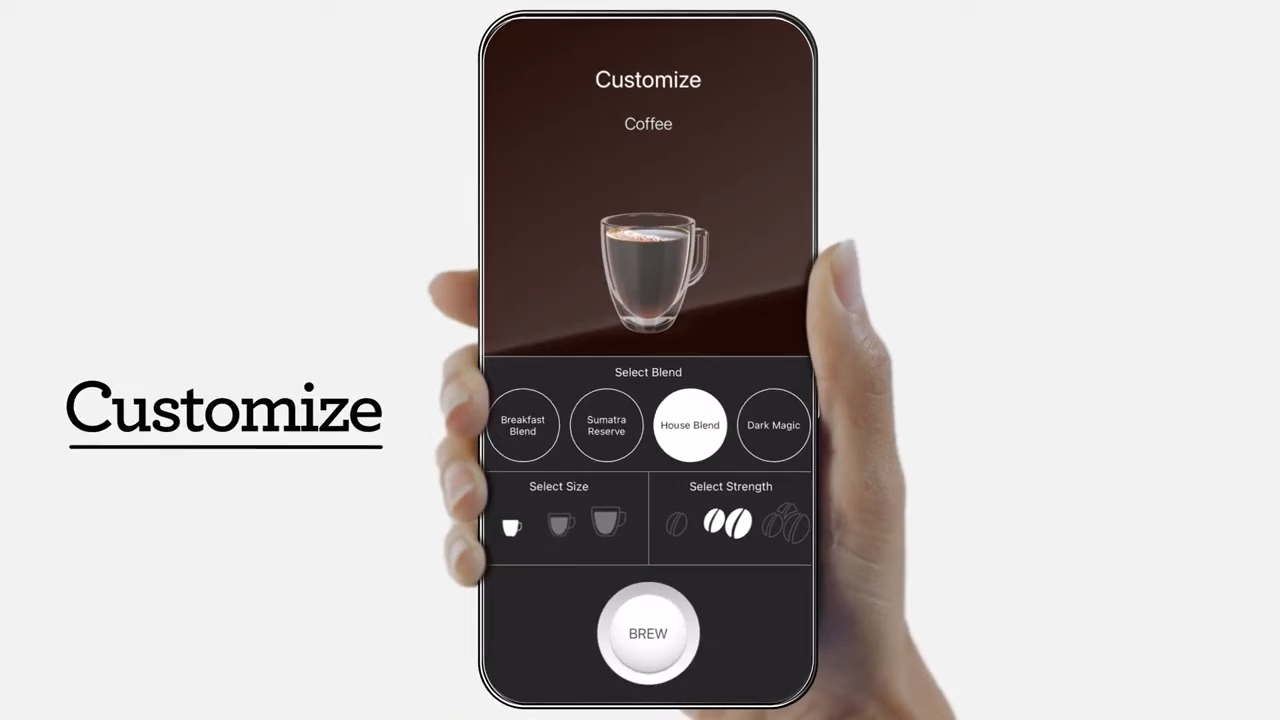 Customize
Coffee
Customize
Select Blend
Breakfast
Blend
Sumatra
Reserve
House Blend
Dark Magic
Select Size
Select Strength
BREW